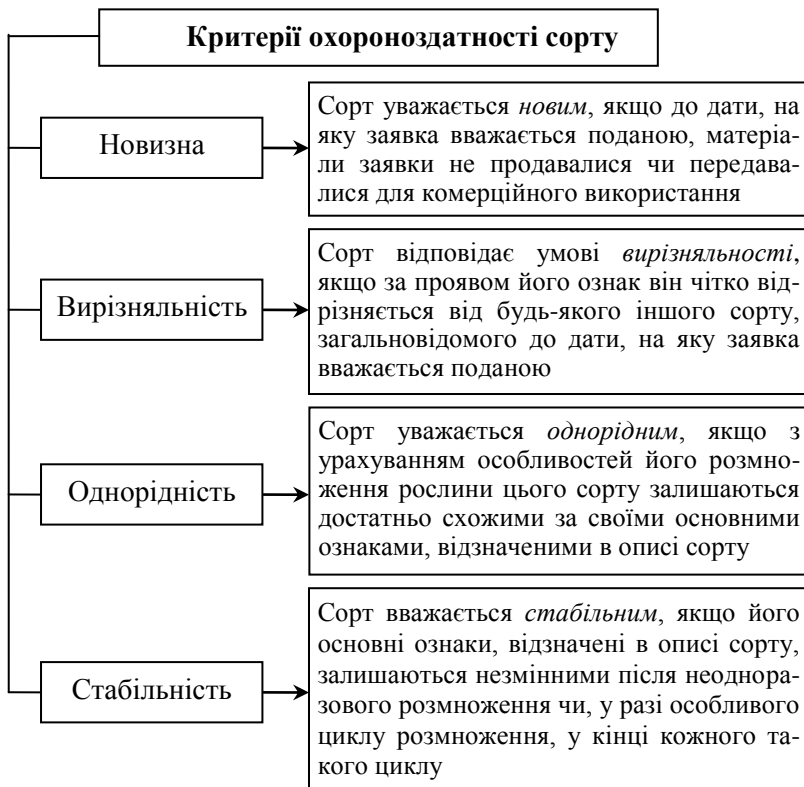 Критерії охороноздатності сорту
Новизна
Сорт уважається новим, якщо до дати, на
яку заявка вважається поданою, матеріа-
ли заявки не продавалися чи передава-
лися для комерційного використання
Вирізняльність
Сорт відповідає умові вирізняльності,
якщо за проявом його ознак він чітко від-
різняється від будь-якого іншого сорту,
загальновідомого до дати, на яку заявка
вважається поданою
Однорідність
Сорт уважається однорідним, якщо з
урахуванням особливостей його розмно-
ження рослини цього сорту залишаються
достатньо схожими за своїми основними
ознаками, відзначеними в описі сорту
Стабільність
Сорт вважається стабільним, якщо його
основні ознаки, відзначені в описі сорту,
залишаються незмінними після неоднора-
зового розмноження чи, у разі особливого
циклу розмноження, у кінці кожного та-
кого циклу